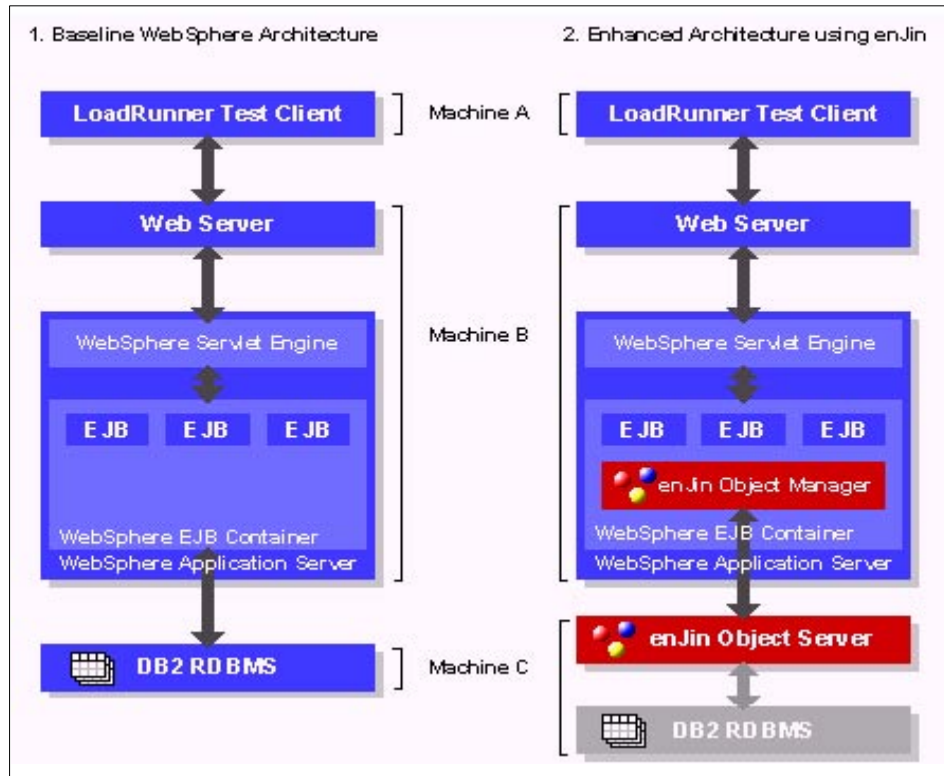 1. Baseline WebSphere Architecture
LoadRunner Test Client
Web Server
WebSphere Servlet Engine
EJB EJB EJB
WebSphere EJB Container
WebSphere Application Server
DB2 RDBMS
Machine A
Machine B
Machine C
2. Enhanced Architecture using enJin
LoadRunner Test Client
Web Server
WebSphere Servlet Engine
EJB EJB EJB
enJin Object Manager
WebSphere EJB Container
WebSphere Application Server
enJin Object Server
DB2 RDBMS